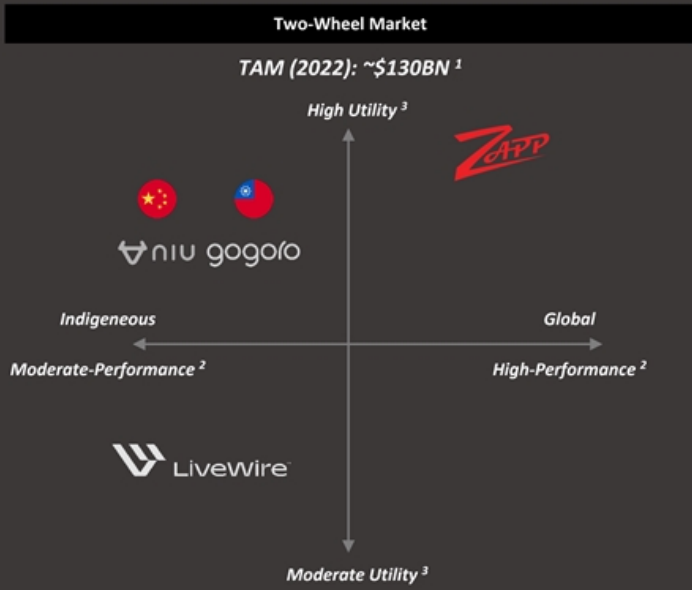 Two-Wheel Market
TAM (2022): ~$130BN 1
High Utility 3
ZAPP
niu gogoro
Indigeneous
Global
Moderate-Performance 2
High-Performance 2
LiveWire
Moderate Utility 3